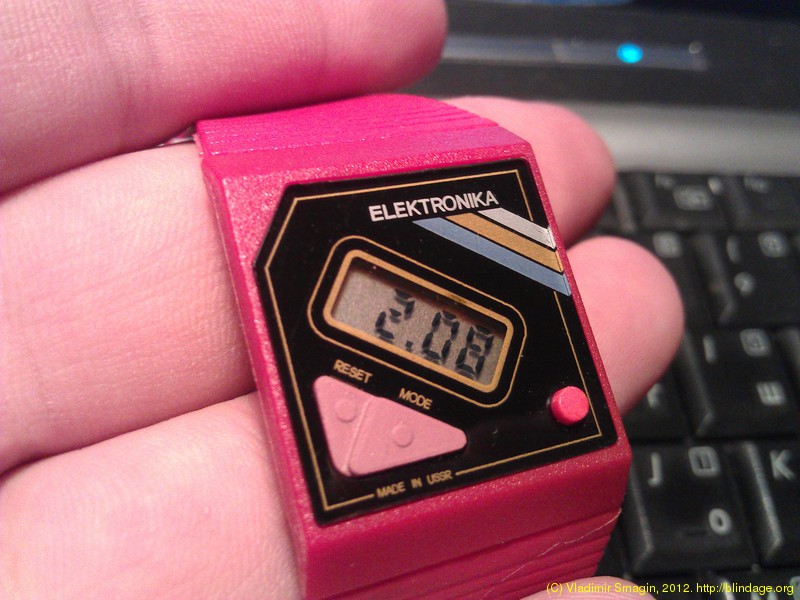 ELEKTRONIKA
2.08
RESET
MODE
MADE IN USSR
J
K
О
Ш
(C) Vladimir Smagin, 2012. http://blindage.org